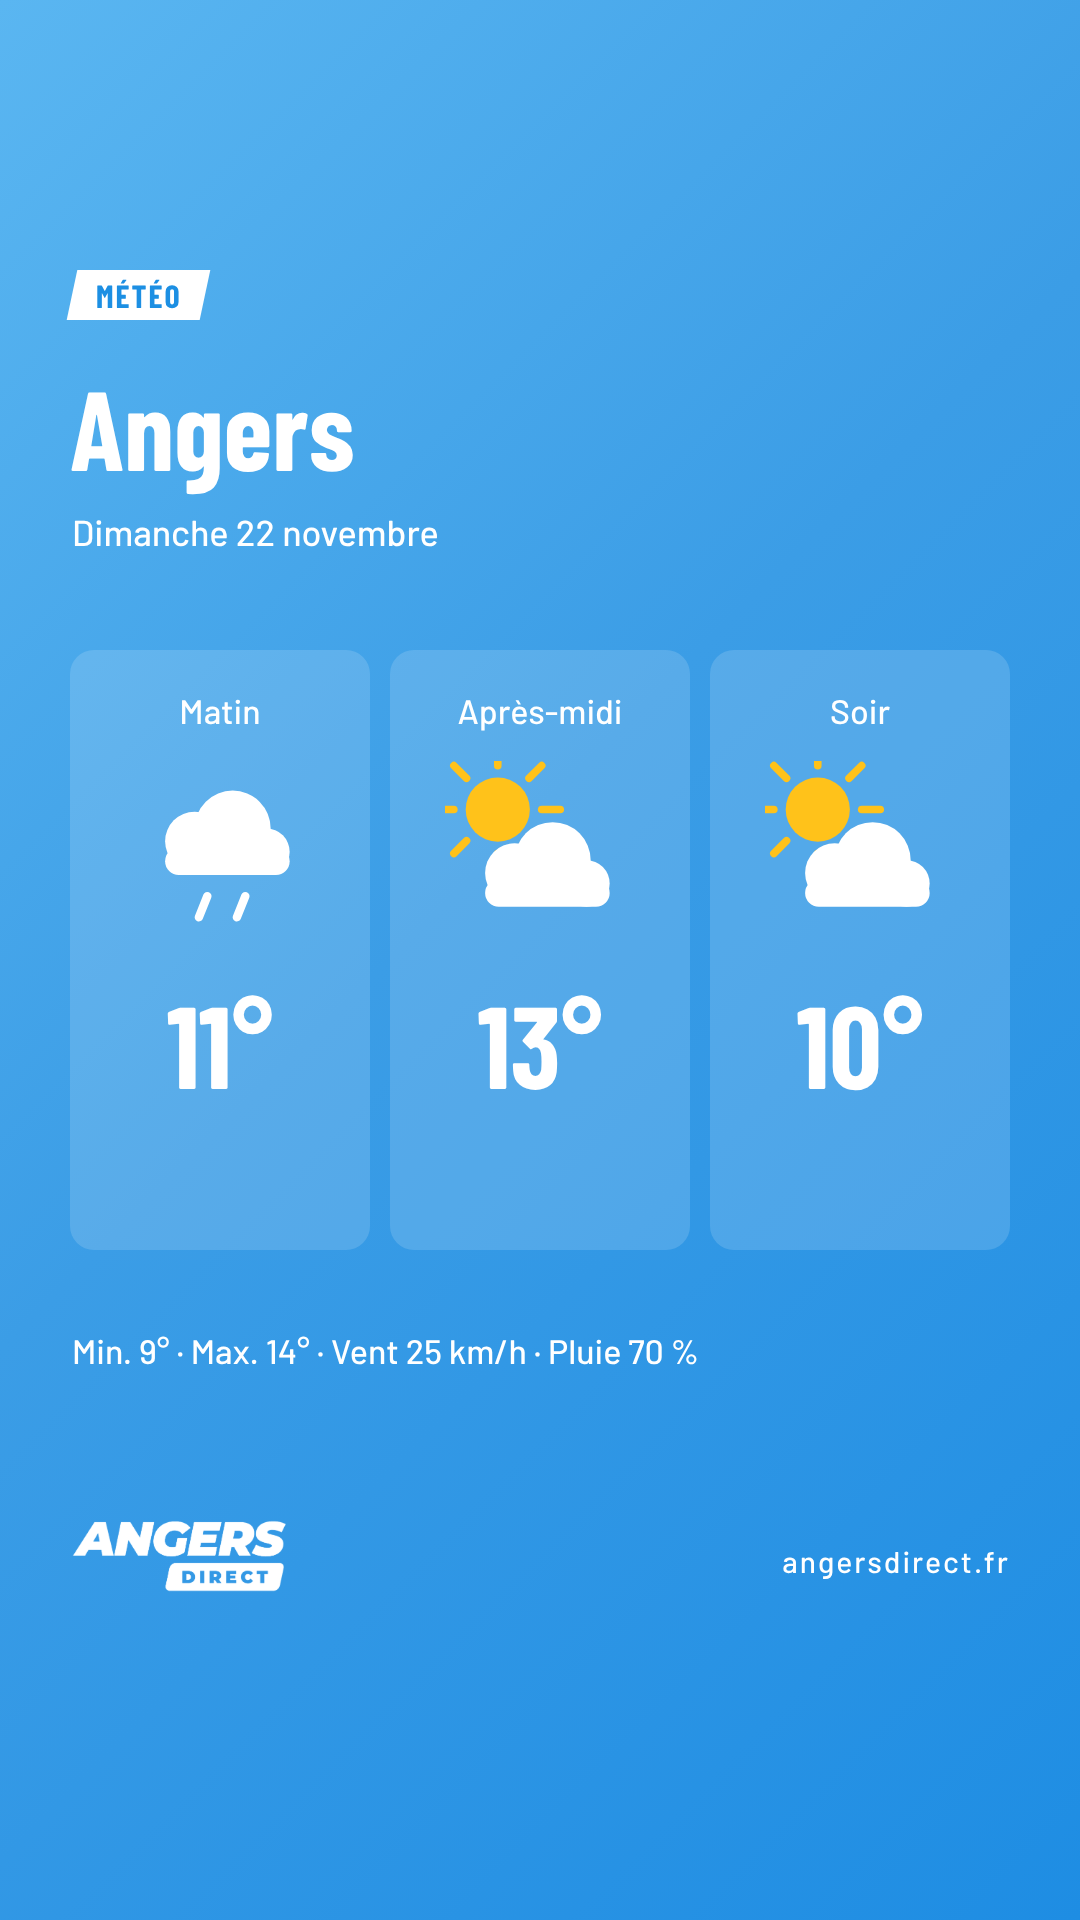 MÉTÉO
Angers
Dimanche 22 novembre
Matin
Après-midi
Soir
11°
13°
10°
Min. 9° · Max. 14° · Vent 25 km/h · Pluie 70 %
ANGERS
DIRECT
angersdirect.fr